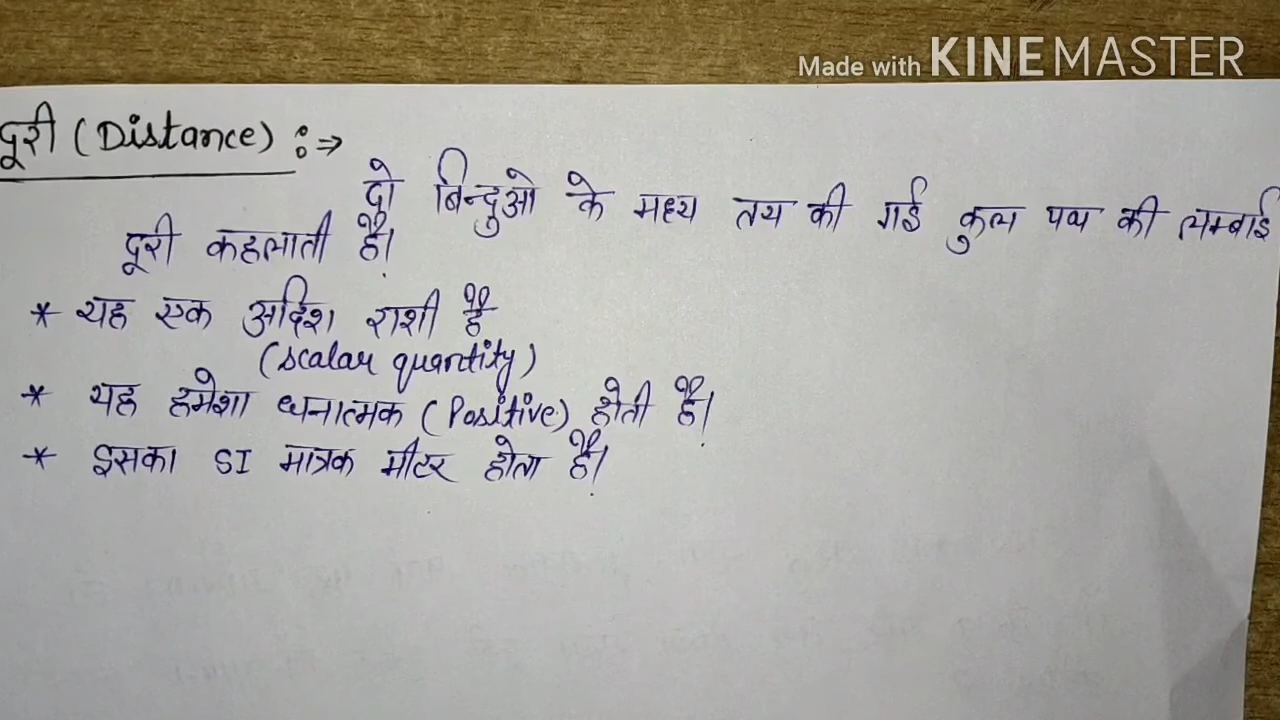 Made with KINEMASTER
दूरी (Distance) :⇒
दो बिन्दुओ के मध्य तय की गई कुल पथ की लम्बाई
दूरी कहलाती है।
* यह एक अदिश राशी है
(scalar quantity)
* यह हमेशा धनात्मक (Positive) होती है।
* इसका SI मात्रक मीटर होता है।